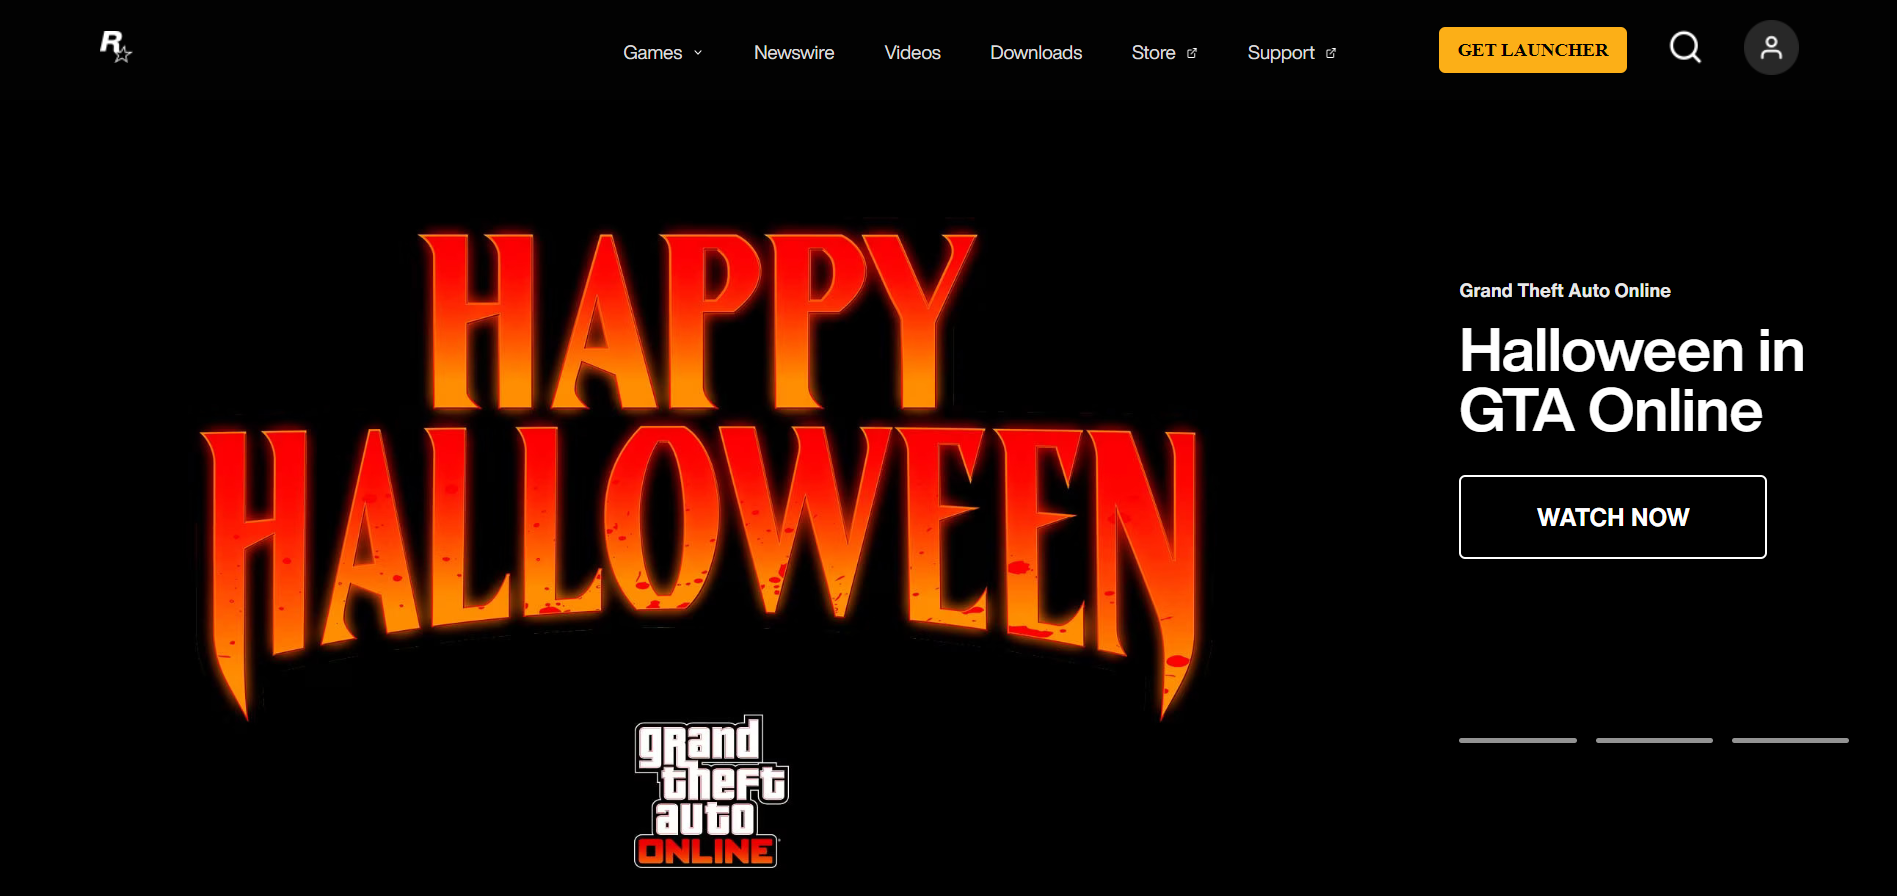 R
Games
Newswire
Videos
Downloads
Store
Support
GET LAUNCHER
HAPPY
HALLOWEEN
grand
theft
auto
ONLINE
Grand Theft Auto Online
Halloween in
GTA Online
WATCH NOW